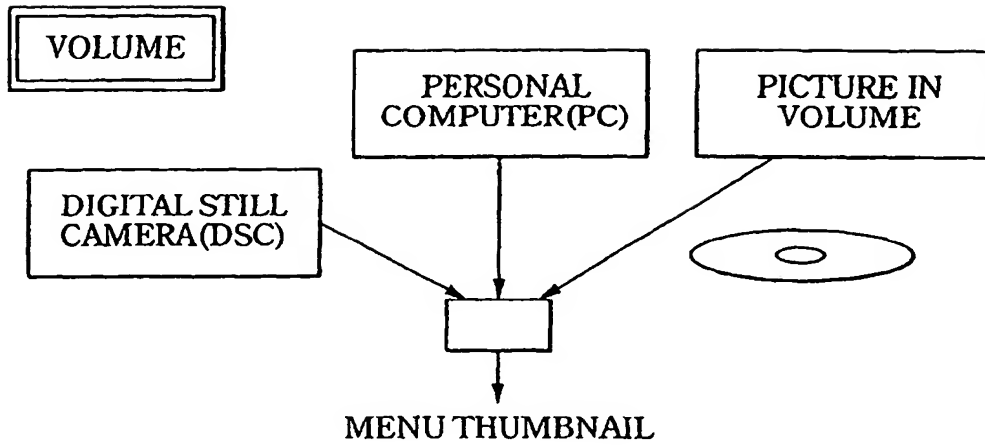 VOLUME
PERSONAL
COMPUTER(PC)
PICTURE IN
VOLUME
DIGITAL STILL
CAMERA(DSC)
MENU THUMBNAIL